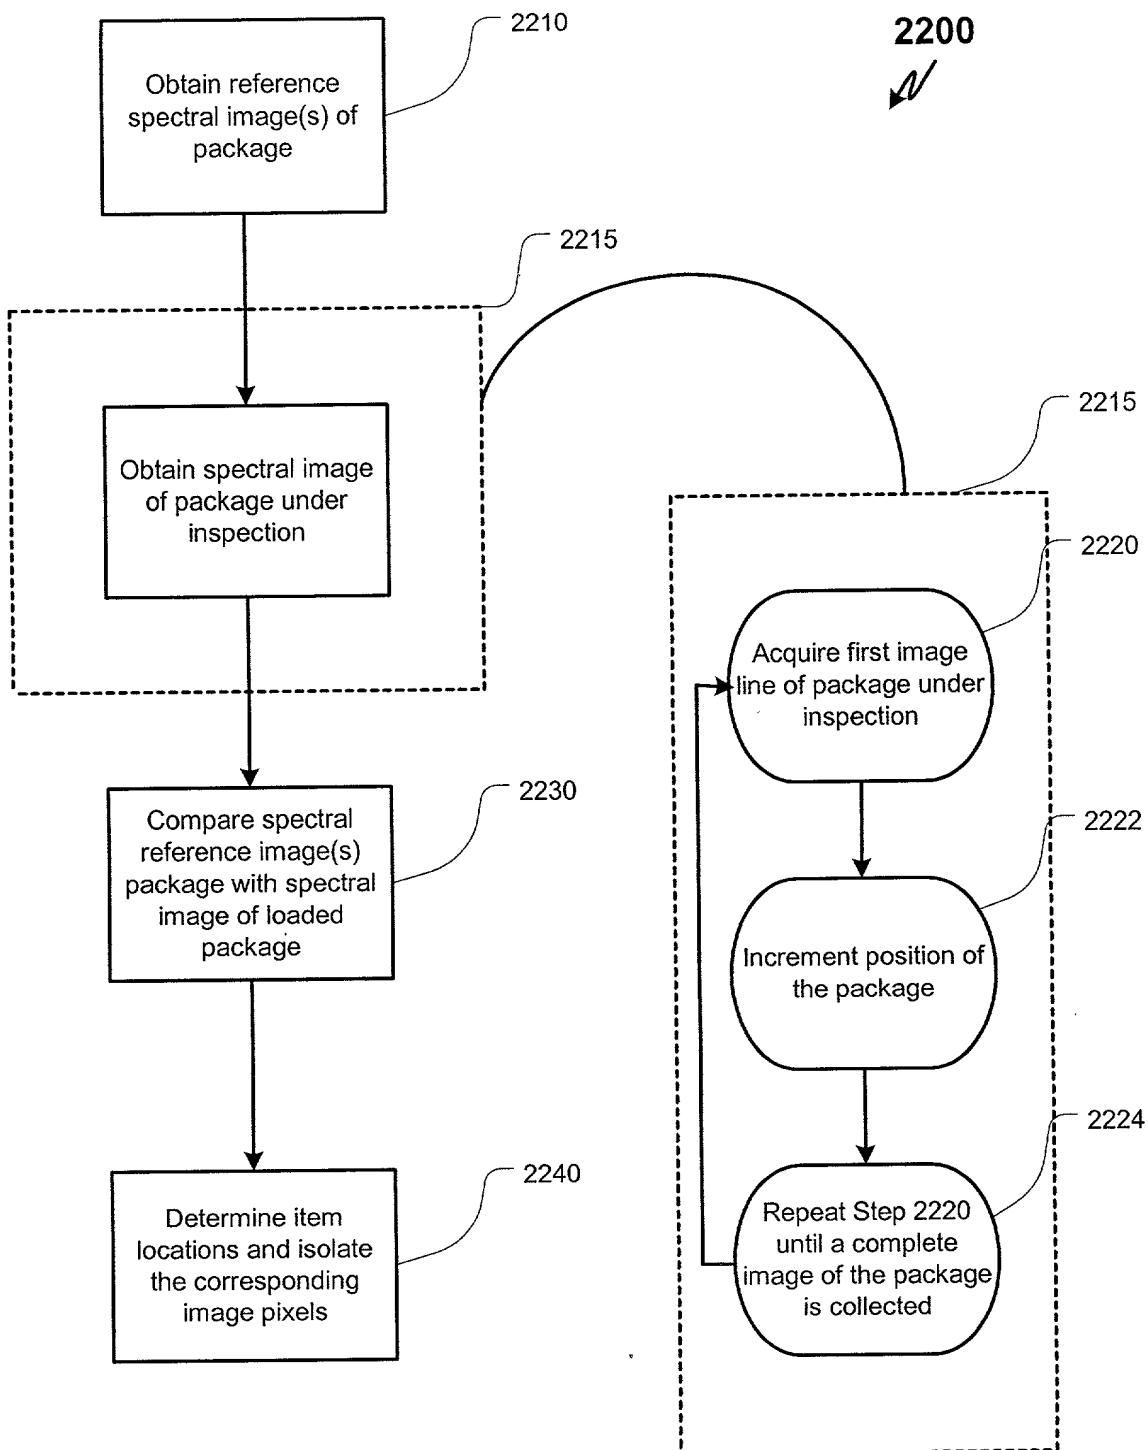 2210
2200
Obtain reference
spectral image(s) of
package
2215
Obtain spectral image
of package under
inspection
2215
2220
Acquire first image
line of package under
inspection
2230
Compare spectral
reference image(s)
package with spectral
image of loaded
package
2222
Increment position of
the package
2224
2240
Determine item
locations and isolate
the corresponding
image pixels
Repeat Step 2220
until a complete
image of the package
is collected